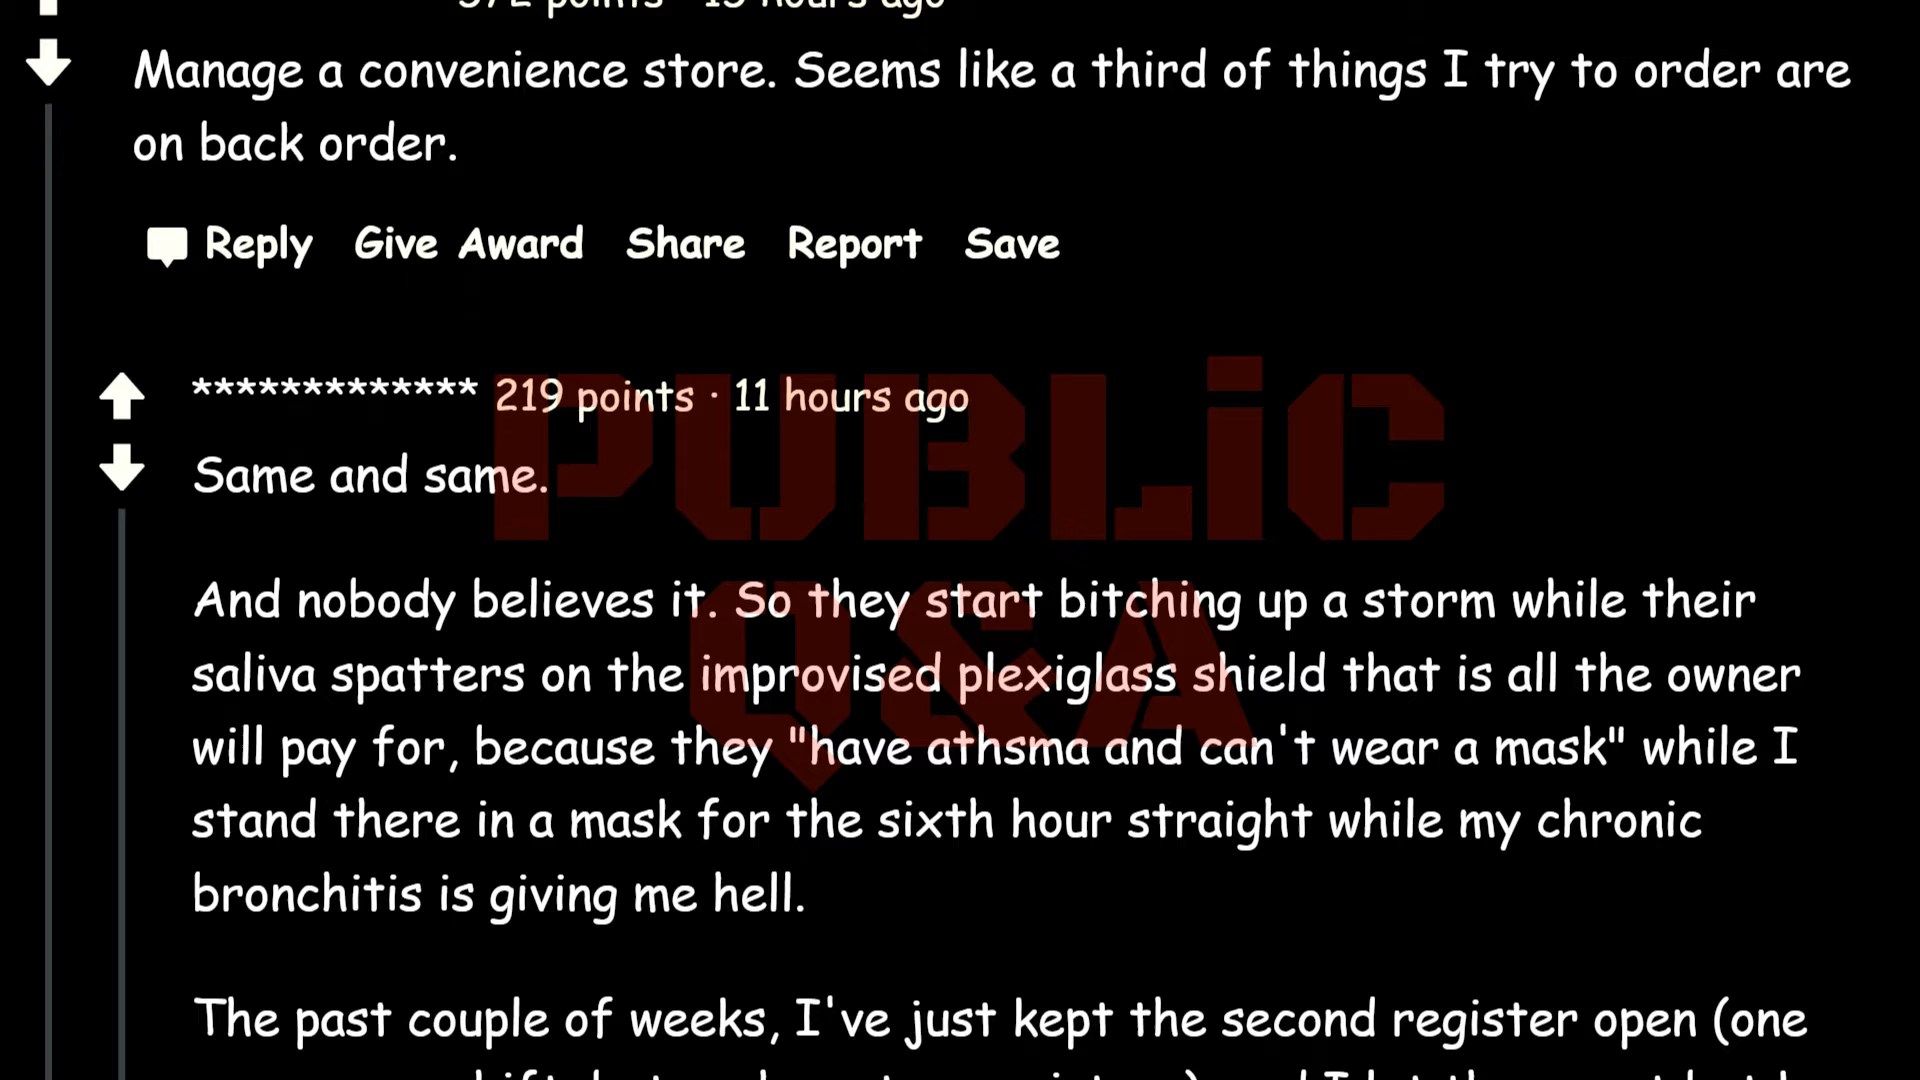 572 points · 15 hours ago
Manage a convenience store. Seems like a third of things I try to order are
on back order.
Reply Give Award Share Report Save
************* 219 points · 11 hours ago
Same and same.
PUBLiC
Q&A
And nobody believes it. So they start bitching up a storm while their
saliva spatters on the improvised plexiglass shield that is all the owner
will pay for, because they "have athsma and can't wear a mask" while I
stand there in a mask for the sixth hour straight while my chronic
bronchitis is giving me hell.
The past couple of weeks, I've just kept the second register open (one